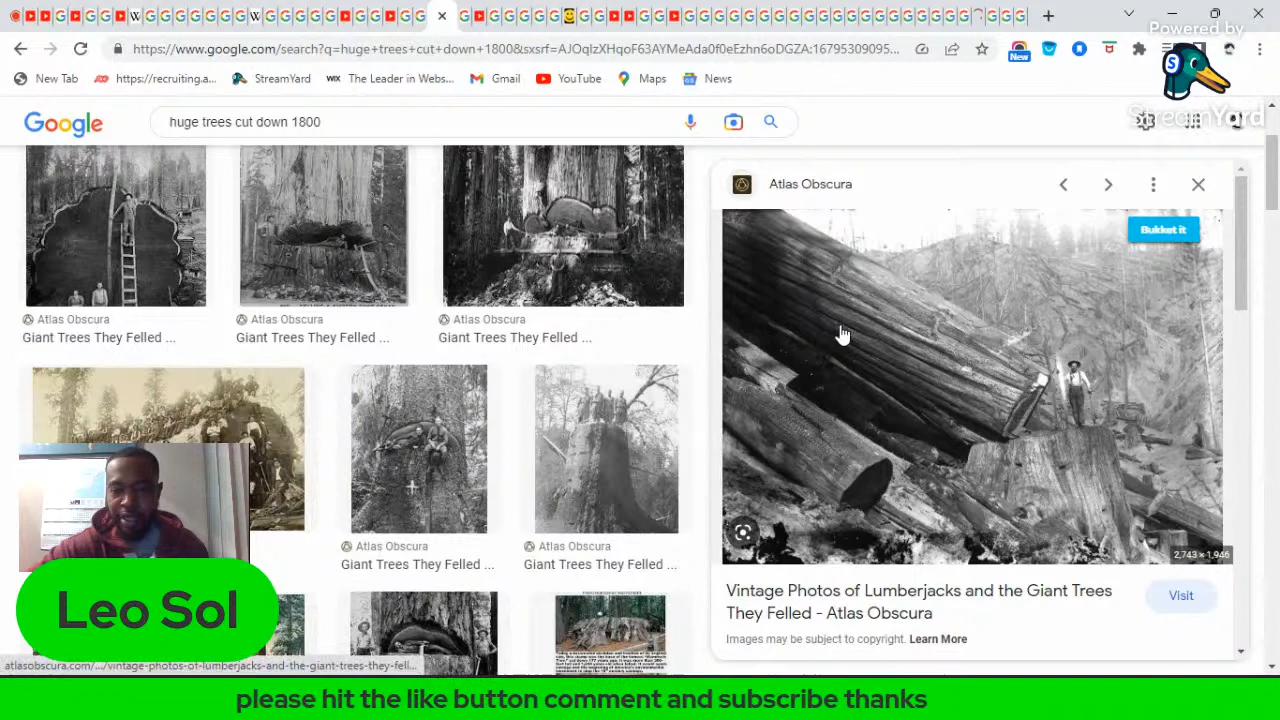 Powered by
StreamYard
https://www.google.com/search?q=huge+trees+cut+down+1800&sxsrf=AJOqlzXHqoF63AYMeAda0f0eEzhn6oDGZA:16795309095...
New
New Tab
https://recruiting.a...
StreamYard
WIX
The Leader in Webs...
Gmail
YouTube
Maps
News
Google
huge trees cut down 1800
Atlas Obscura
Bukket it
Atlas Obscura
Atlas Obscura
Atlas Obscura
Giant Trees They Felled ...
Giant Trees They Felled ...
Giant Trees They Felled ...
2,743 × 1,946
Atlas Obscura
Atlas Obscura
Giant Trees They Felled ...
Giant Trees They Felled ...
Vintage Photos of Lumberjacks and the Giant Trees
They Felled - Atlas Obscura
Visit
Images may be subject to copyright. Learn More
Leo Sol
atlasobscura.com/.../vintage-photos-of-lumberjacks-and-the-giant-trees-they-fell...
please hit the like button comment and subscribe thanks